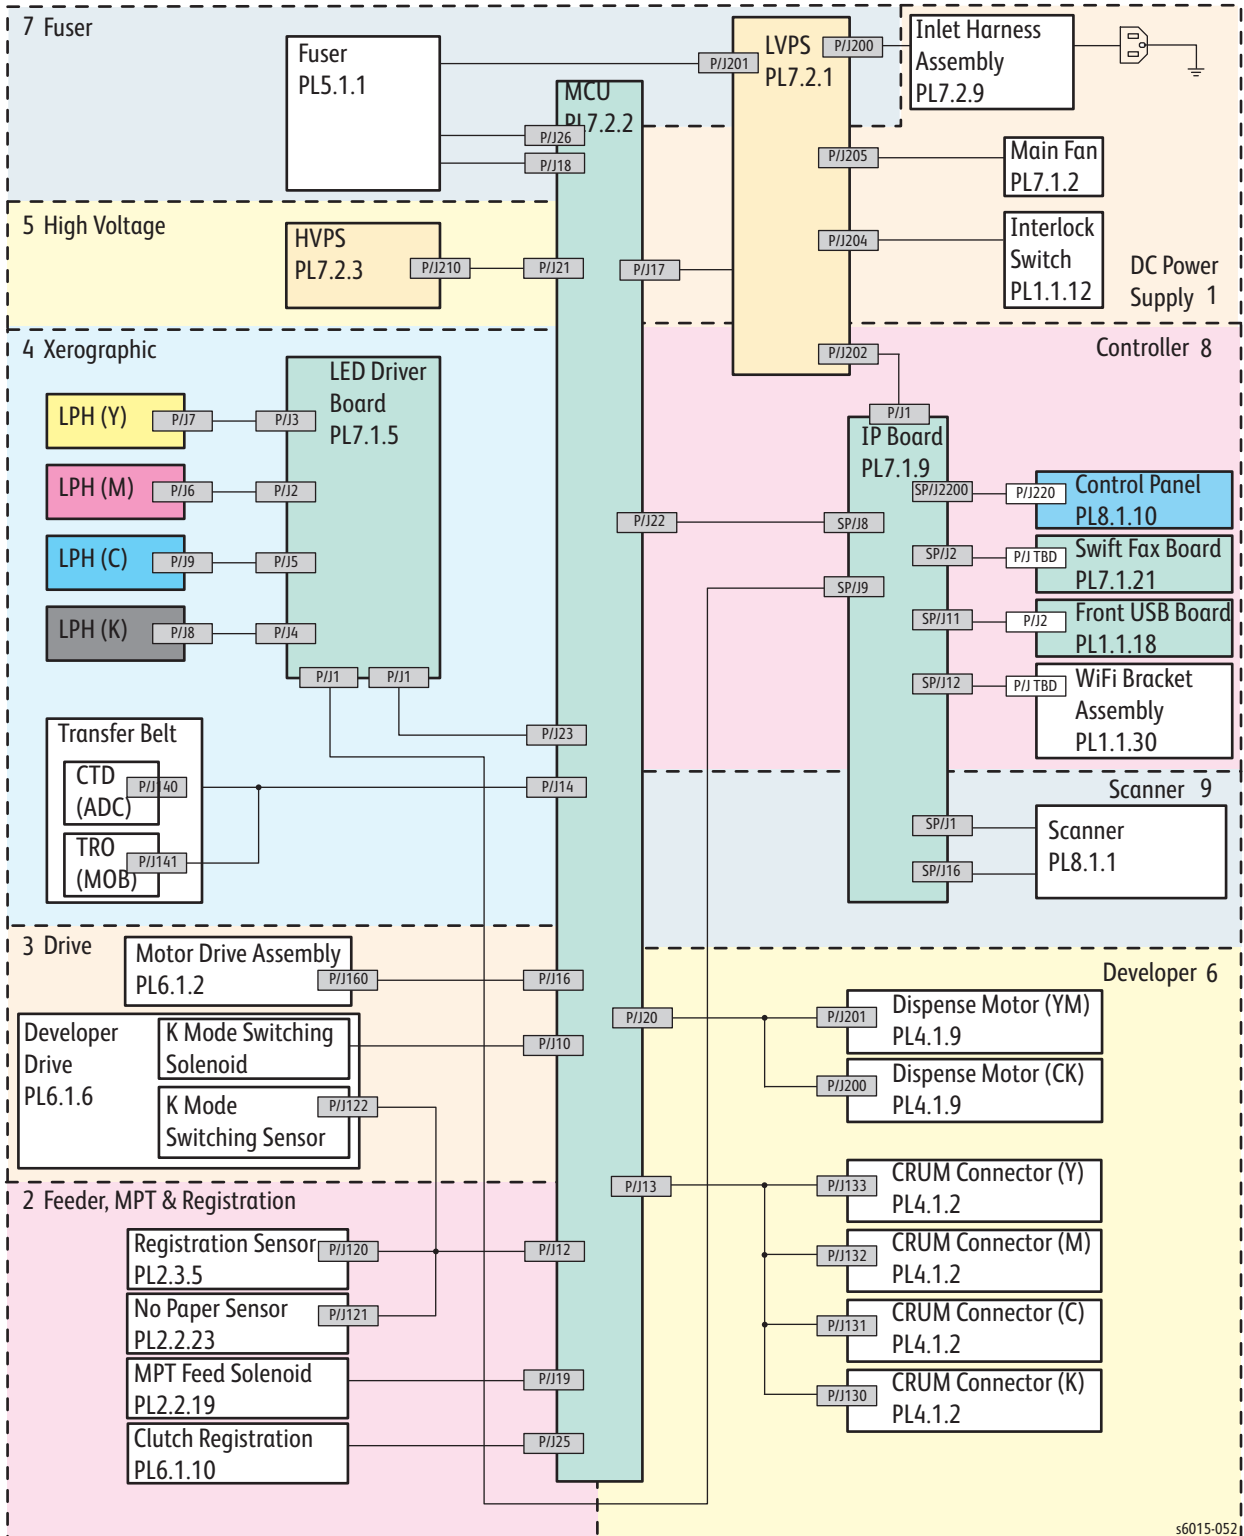 7 Fuser
Fuser
PL5.1.1
P/J201
LVPS
PL7.2.1
P/J200
Inlet Harness
Assembly
PL7.2.9
MCU
PL7.2.2
P/J26
P/J18
P/J205
Main Fan
PL7.1.2
5 High Voltage
HVPS
PL7.2.3
P/J210
P/J21
P/J17
P/J204
Interlock
Switch
PL1.1.12
DC Power
Supply 1
4 Xerographic
LED Driver
Board
PL7.1.5
P/J202
Controller 8
LPH (Y)
P/J7
P/J3
LPH (M)
P/J6
P/J2
LPH (C)
P/J9
P/J5
LPH (K)
P/J8
P/J4
P/J1
P/J1
P/J1
IP Board
PL7.1.9
P/J22
SP/J8
SP/J9
SP/J2200
P/J220
Control Panel
PL8.1.10
SP/J2
P/J TBD
Swift Fax Board
PL7.1.21
SP/J11
P/J2
Front USB Board
PL1.1.18
SP/J12
P/J TBD
WiFi Bracket
Assembly
PL1.1.30
P/J23
Transfer Belt
CTD
(ADC)
P/J140
P/J14
TRO
(MOB)
P/J141
Scanner 9
SP/J1
SP/J16
Scanner
PL8.1.1
3 Drive
Motor Drive Assembly
PL6.1.2
P/J160
P/J16
Developer
Drive
PL6.1.6
K Mode Switching
Solenoid
P/J10
K Mode
Switching Sensor
P/J122
Developer 6
P/J20
P/J201
Dispense Motor (YM)
PL4.1.9
P/J200
Dispense Motor (CK)
PL4.1.9
P/J13
P/J133
CRUM Connector (Y)
PL4.1.2
P/J132
CRUM Connector (M)
PL4.1.2
P/J131
CRUM Connector (C)
PL4.1.2
P/J130
CRUM Connector (K)
PL4.1.2
2 Feeder, MPT & Registration
Registration Sensor
PL2.3.5
P/J120
P/J12
No Paper Sensor
PL2.2.23
P/J121
MPT Feed Solenoid
PL2.2.19
P/J19
Clutch Registration
PL6.1.10
P/J25
s6015-052